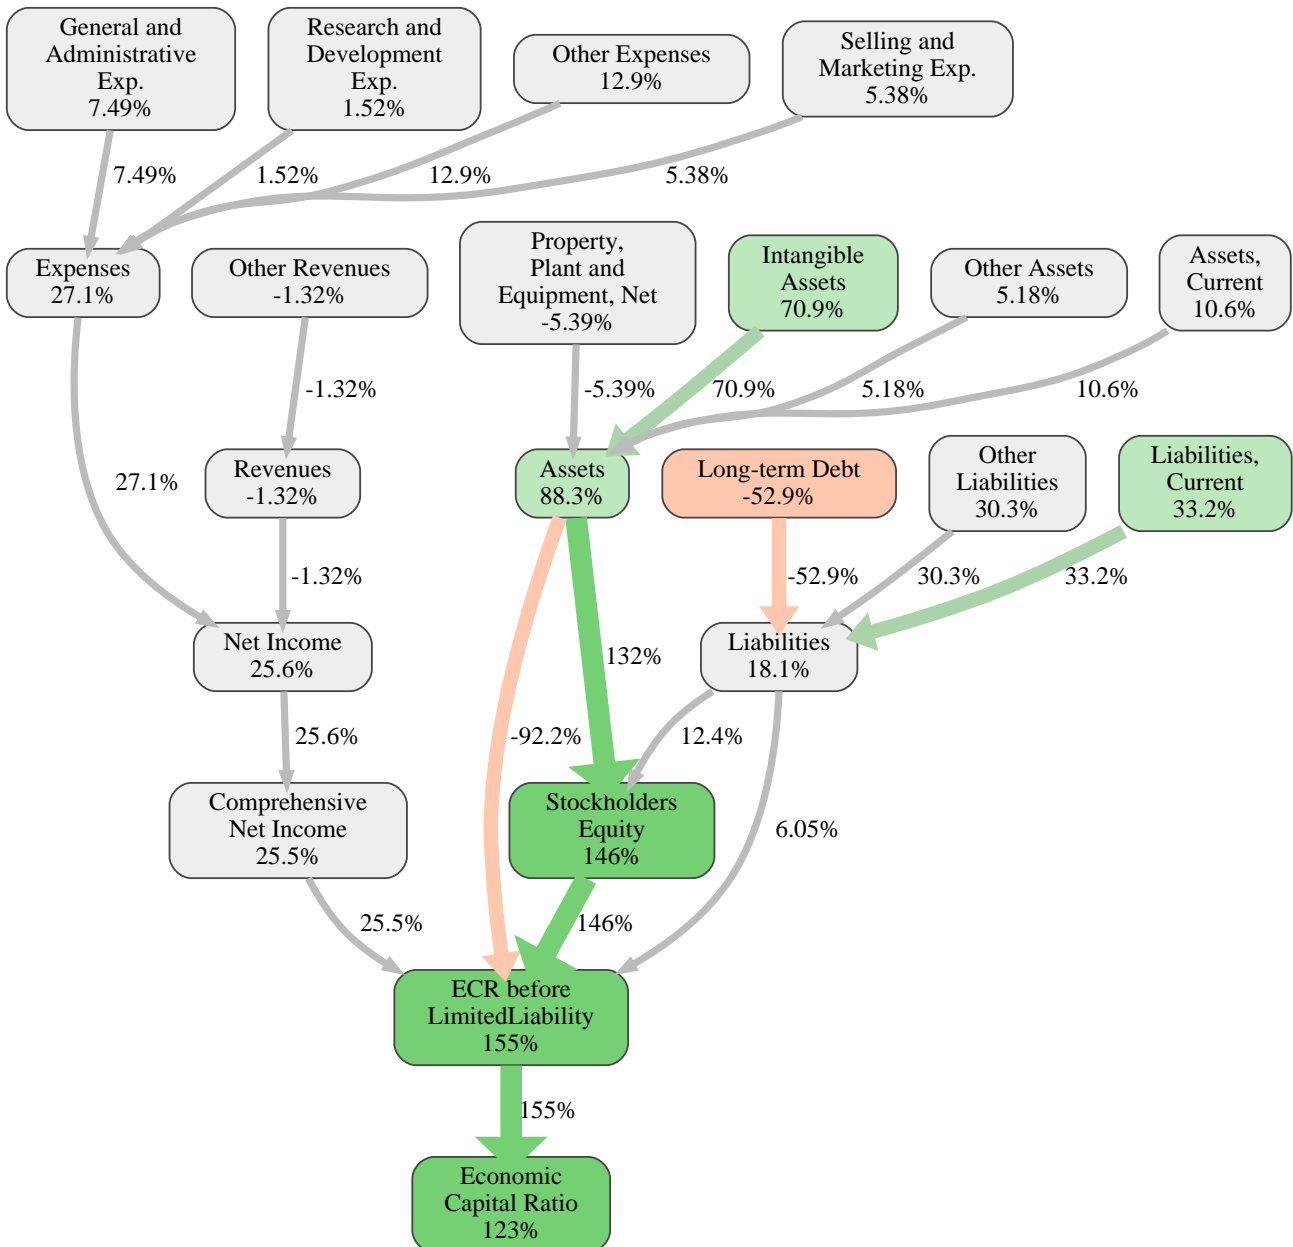 General and
Administrative
Exp.
7.49%
Research and
Development
Exp.
1.52%
Other Expenses
12.9%
Selling and
Marketing Exp.
5.38%
7.49%
1.52%
12.9%
5.38%
Expenses
27.1%
Other Revenues
-1.32%
Property,
Plant and
Equipment, Net
-5.39%
Intangible
Assets
70.9%
Other Assets
5.18%
Assets,
Current
10.6%
-1.32%
-5.39%
70.9%
5.18%
10.6%
27.1%
Revenues
-1.32%
Assets
88.3%
Long-term Debt
-52.9%
Other
Liabilities
30.3%
Liabilities,
Current
33.2%
-1.32%
-52.9%
30.3%
33.2%
Net Income
25.6%
132%
Liabilities
18.1%
25.6%
-92.2%
12.4%
Comprehensive
Net Income
25.5%
Stockholders
Equity
146%
6.05%
25.5%
146%
ECR before
LimitedLiability
155%
155%
Economic
Capital Ratio
123%